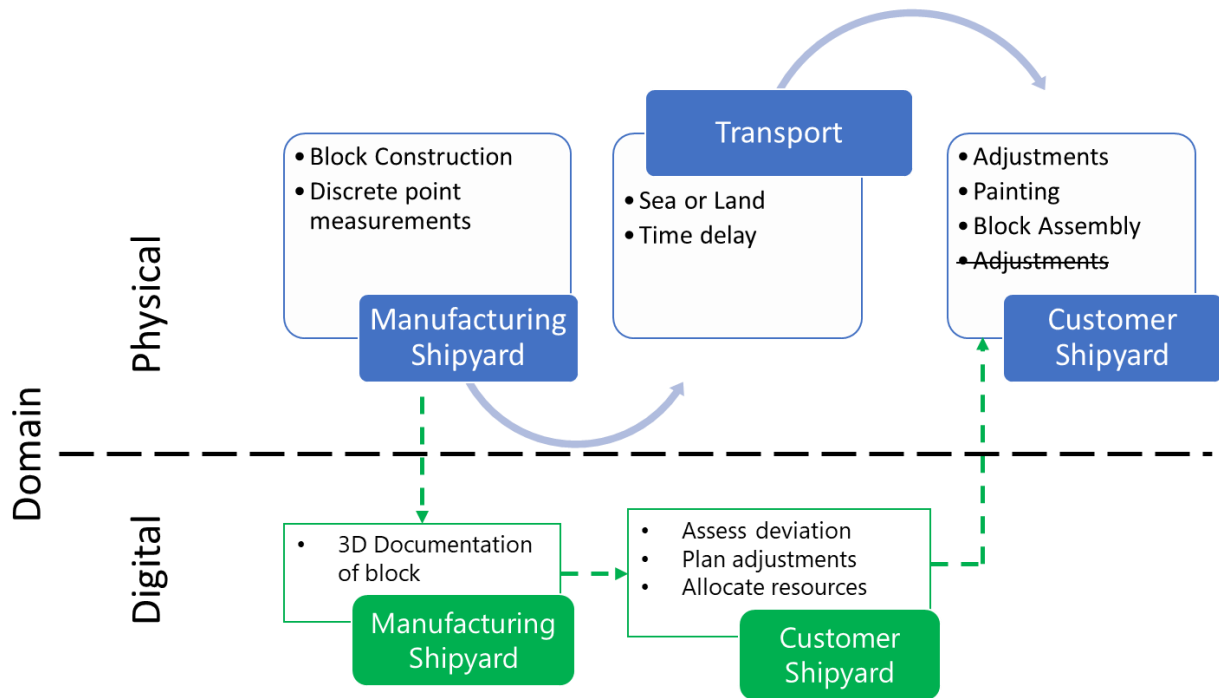 Domain
Physical
• Block Construction
• Discrete point
measurements
Manufacturing
Shipyard
Transport
• Sea or Land
• Time delay
• Adjustments
• Painting
• Block Assembly
• Adjustments
Customer
Shipyard
Digital
• 3D Documentation
of block
Manufacturing
Shipyard
• Assess deviation
• Plan adjustments
• Allocate resources
Customer
Shipyard